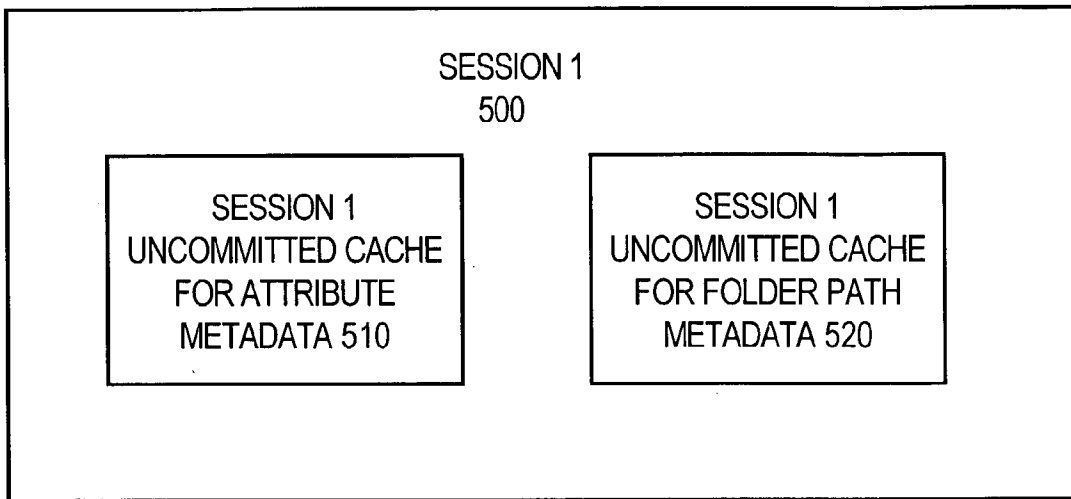 SESSION 1
500
SESSION 1
UNCOMMITTED CACHE
FOR ATTRIBUTE
METADATA 510
SESSION 1
UNCOMMITTED CACHE
FOR FOLDER PATH
METADATA 520